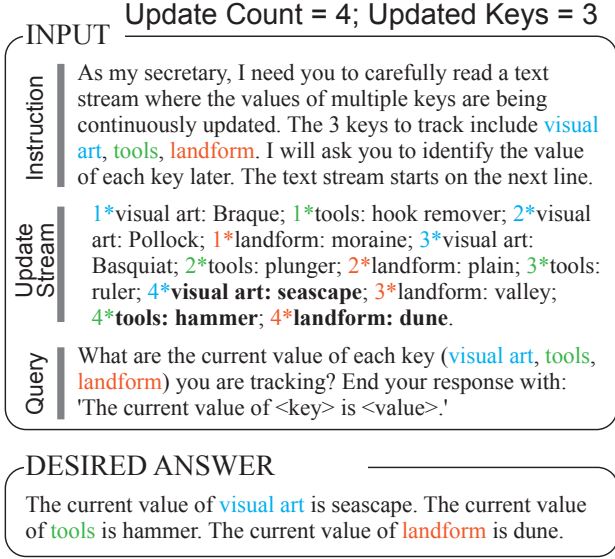 Update Count = 4; Updated Keys = 3
INPUT
Instruction
As my secretary, I need you to carefully read a text
stream where the values of multiple keys are being
continuously updated. The 3 keys to track include visual
art, tools, landform. I will ask you to identify the value
of each key later. The text stream starts on the next line.
Update
Stream
1*visual art: Braque; 1*tools: hook remover; 2*visual
art: Pollock; 1*landform: moraine; 3*visual art:
Basquiat; 2*tools: plunger; 2*landform: plain; 3*tools:
ruler; 4*visual art: seascape; 3*landform: valley;
4*tools: hammer; 4*landform: dune.
Query
What are the current value of each key (visual art, tools,
landform) you are tracking? End your response with:
'The current value of <key> is <value>.'
DESIRED ANSWER
The current value of visual art is seascape. The current value
of tools is hammer. The current value of landform is dune.